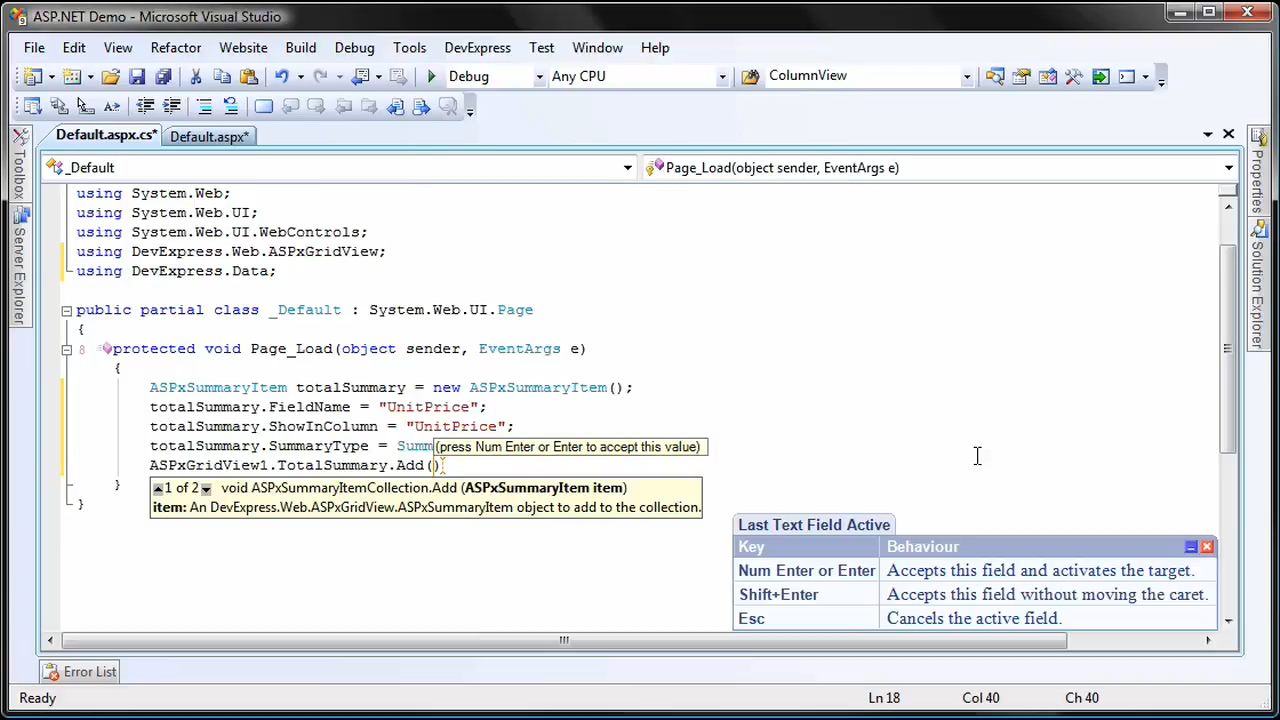 ASP.NET Demo - Microsoft Visual Studio
File Edit View Refactor Website Build Debug Tools DevExpress Test Window Help
Debug Any CPU ColumnView
Default.aspx.cs* Default.aspx*
_Default Page_Load(object sender, EventArgs e)
Toolbox
Server Explorer
Properties
Solution Explorer
using System.Web;
using System.Web.UI;
using System.Web.UI.WebControls;
using DevExpress.Web.ASPxGridView;
using DevExpress.Data;
public partial class _Default : System.Web.UI.Page
{
8 protected void Page_Load(object sender, EventArgs e)
{
ASPxSummaryItem totalSummary = new ASPxSummaryItem();
totalSummary.FieldName = "UnitPrice";
totalSummary.ShowInColumn = "UnitPrice";
totalSummary.SummaryType = Summ (press Num Enter or Enter to accept this value)
ASPxGridView1.TotalSummary.Add()
}
1 of 2 void ASPxSummaryItemCollection.Add (ASPxSummaryItem item)
item: An DevExpress.Web.ASPxGridView.ASPxSummaryItem object to add to the collection.
}
Last Text Field Active
Key Behaviour
Num Enter or Enter Accepts this field and activates the target.
Shift+Enter Accepts this field without moving the caret.
Esc Cancels the active field.
Error List
Ready Ln 18 Col 40 Ch 40